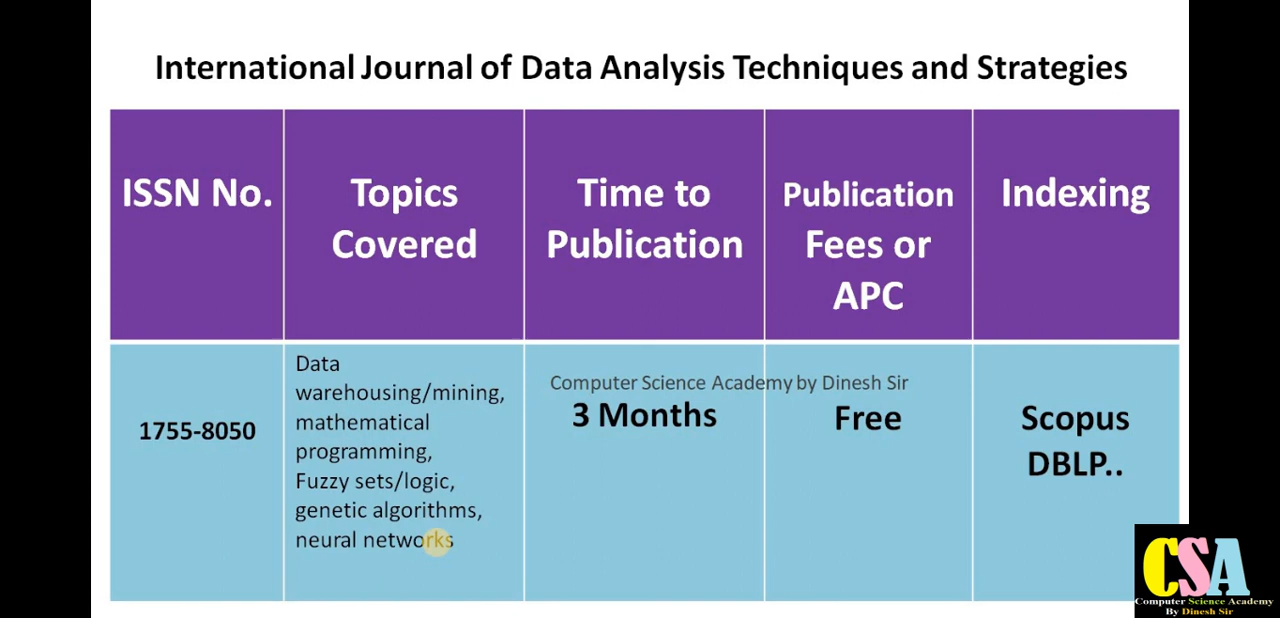 International Journal of Data Analysis Techniques and Strategies
ISSN No.
Topics
Covered
Time to
Publication
Publication
Fees or
APC
Indexing
1755-8050
Data
warehousing/mining,
mathematical
programming,
Fuzzy sets/logic,
genetic algorithms,
neural networks
Computer Science Academy by Dinesh Sir
3 Months
Free
Scopus
DBLP..
CSA
Computer Science Academy
By Dinesh Sir